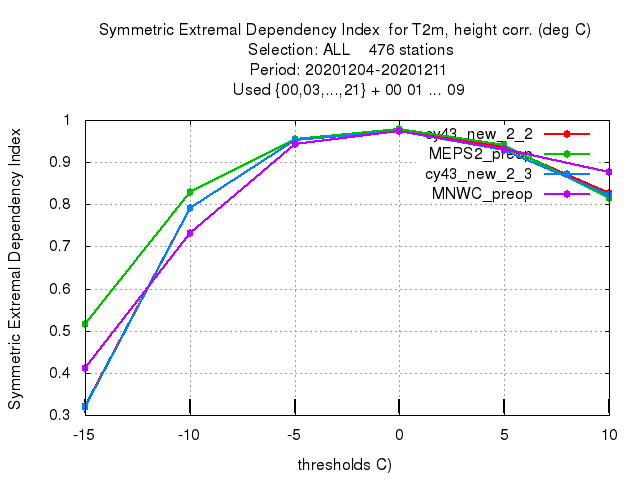 Symmetric Extremal Dependency Index  for T2m, height corr. (deg C)
Selection: ALL    476 stations
Period: 20201204-20201211
Used {00,03,...,21} + 00 01 ... 09
Symmetric Extremal Dependency Index
1
0.9
0.8
0.7
0.6
0.5
0.4
0.3
cy43_new_2_2
MEPS2_preop
cy43_new_2_3
MNWC_preop
-15 -10 -5 0 5 10
thresholds C)